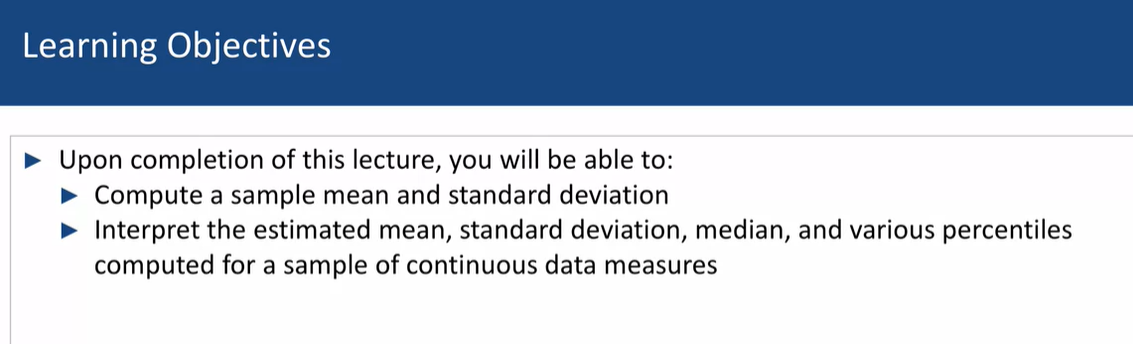 Learning Objectives
► Upon completion of this lecture, you will be able to:
► Compute a sample mean and standard deviation
► Interpret the estimated mean, standard deviation, median, and various percentiles
computed for a sample of continuous data measures